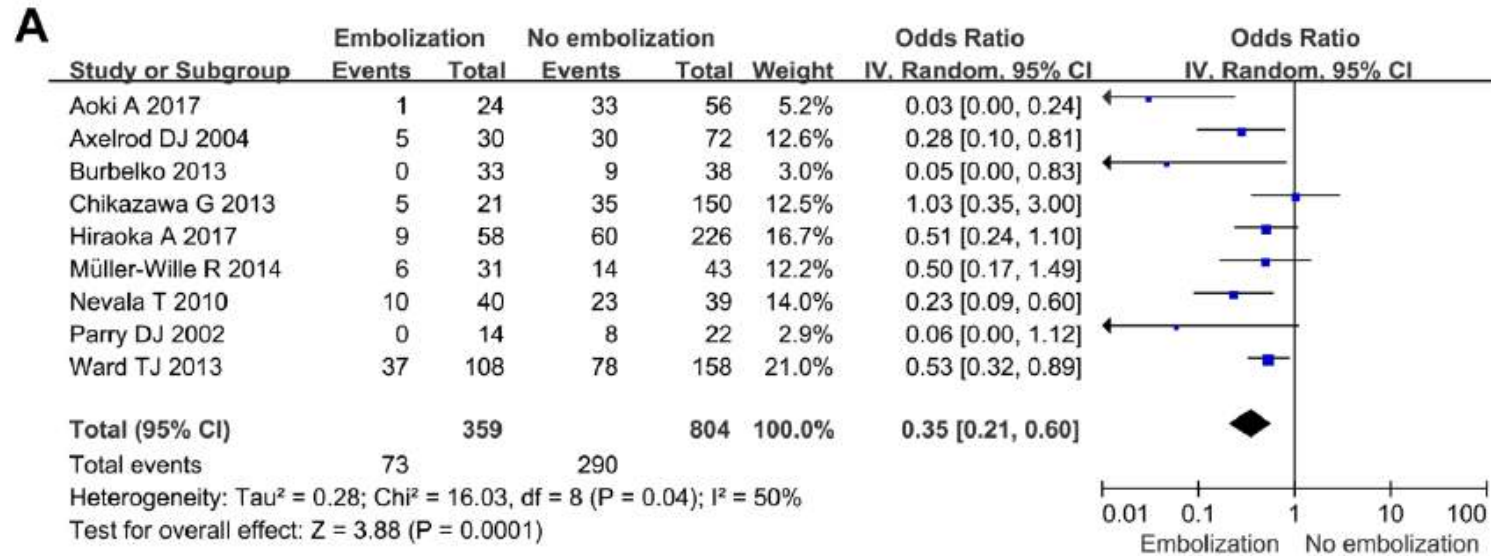 A
Embolization No embolization Odds Ratio Odds Ratio
Study or Subgroup Events Total Events Total Weight IV, Random, 95% CI IV, Random, 95% CI
Aoki A 2017 1 24 33 56 5.2% 0.03 [0.00, 0.24]
Axelrod DJ 2004 5 30 30 72 12.6% 0.28 [0.10, 0.81]
Burbelko 2013 0 33 9 38 3.0% 0.05 [0.00, 0.83]
Chikazawa G 2013 5 21 35 150 12.5% 1.03 [0.35, 3.00]
Hiraoka A 2017 9 58 60 226 16.7% 0.51 [0.24, 1.10]
Müller-Wille R 2014 6 31 14 43 12.2% 0.50 [0.17, 1.49]
Nevala T 2010 10 40 23 39 14.0% 0.23 [0.09, 0.60]
Parry DJ 2002 0 14 8 22 2.9% 0.06 [0.00, 1.12]
Ward TJ 2013 37 108 78 158 21.0% 0.53 [0.32, 0.89]
Total (95% CI) 359 804 100.0% 0.35 [0.21, 0.60]
Total events 73 290
Heterogeneity: Tau² = 0.28; Chi² = 16.03, df = 8 (P = 0.04); I² = 50%
Test for overall effect: Z = 3.88 (P = 0.0001)
0.01 0.1 1 10 100
Embolization No embolization